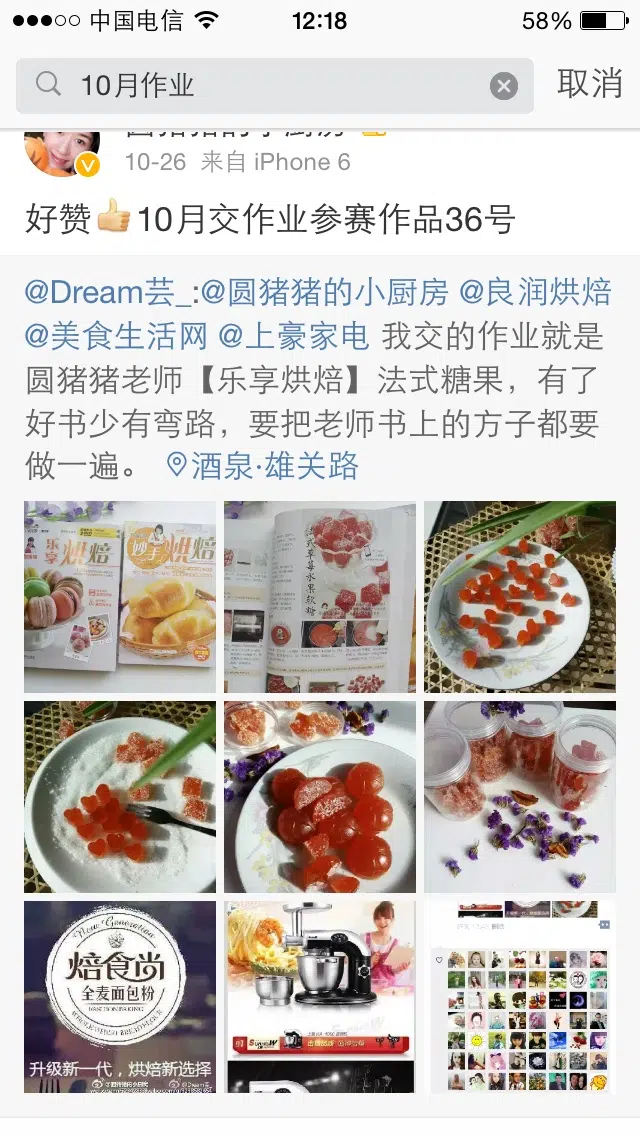 中国电信
12:18
58%
10月作业
取消
10-26 来自 iPhone 6
好赞👍10月交作业参赛作品36号
@Dream芸_:@圆猪猪的小厨房 @良润烘焙
@美食生活网 @上豪家电 我交的作业就是
圆猪猪老师【乐享烘焙】法式糖果，有了
好书少有弯路，要把老师书上的方子都要
做一遍。 酒泉·雄关路
乐享烘焙
妙手烘焙
法式草莓水果软糖
New Generation
焙食尚
全麦面包粉
升级新一代，烘焙新选择